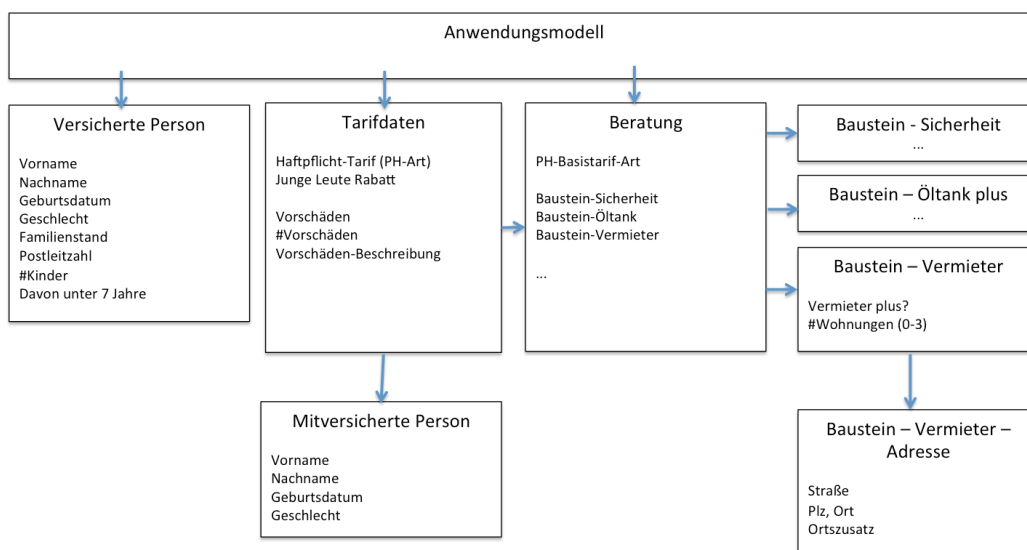 Anwendungsmodell
Versicherte Person
Vorname
Nachname
Geburtsdatum
Geschlecht
Familienstand
Postleitzahl
#Kinder
Davon unter 7 Jahre
Tarifdaten
Haftpflicht-Tarif (PH-Art)
Junge Leute Rabatt
Vorschäden
#Vorschäden
Vorschäden-Beschreibung
Beratung
PH-Basistarif-Art
Baustein-Sicherheit
Baustein-Öltank
Baustein-Vermieter
...
Baustein - Sicherheit
...
Baustein – Öltank plus
...
Baustein – Vermieter
Vermieter plus?
#Wohnungen (0-3)
Mitversicherte Person
Vorname
Nachname
Geburtsdatum
Geschlecht
Baustein – Vermieter –
Adresse
Straße
Plz, Ort
Ortszusatz